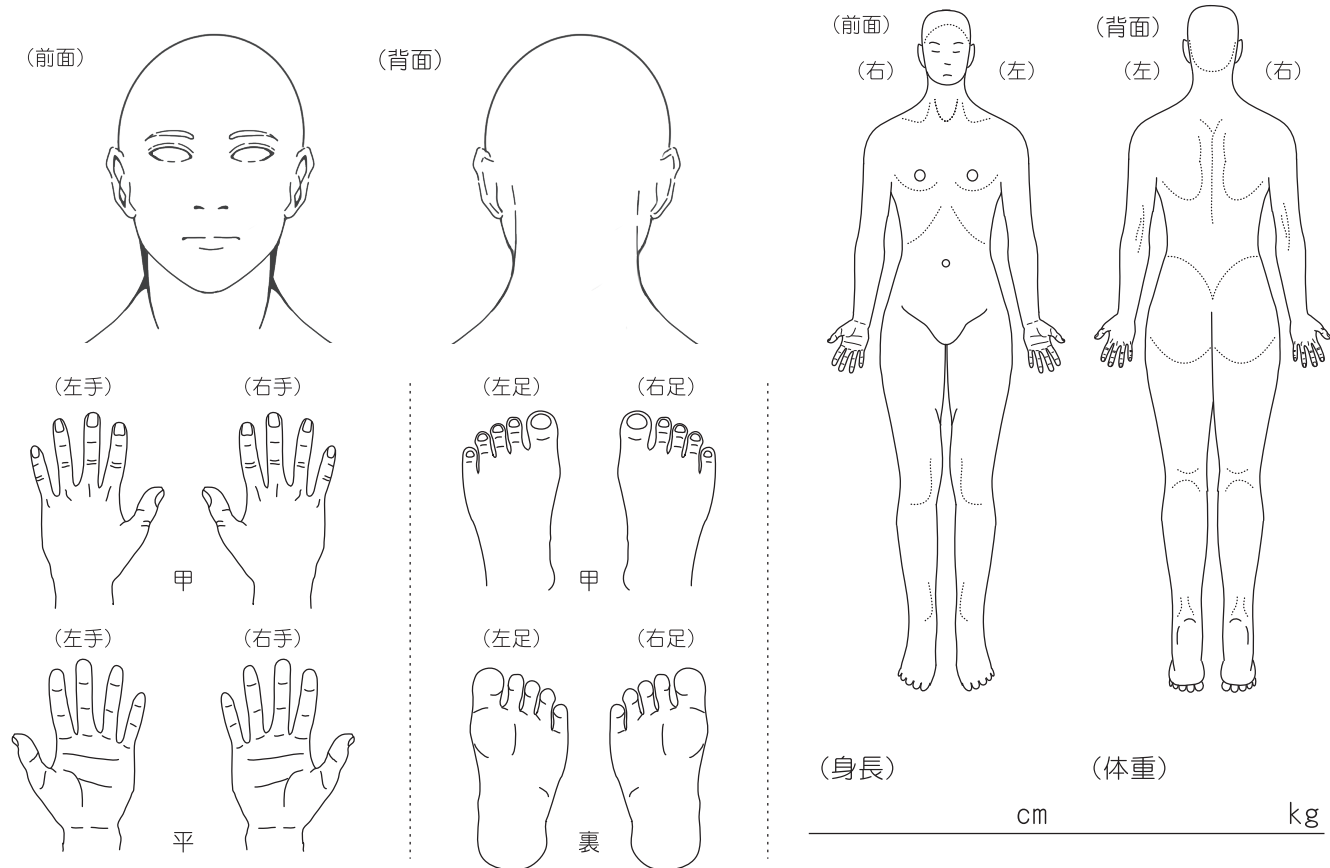 （前面）
（背面）
（左手）
（右手）
甲
（左手）
（右手）
平
（左足）
（右足）
甲
（左足）
（右足）
裏
（前面）
（右）
（左）
（背面）
（左）
（右）
（身長）
cm
（体重）
kg